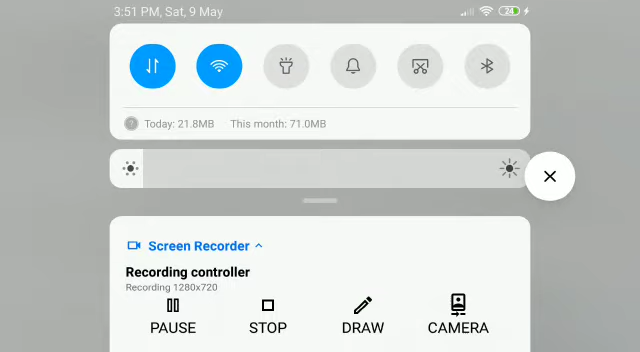 3:51 PM, Sat, 9 May
24
Today: 21.8MB This month: 71.0MB
Screen Recorder
Recording controller
Recording 1280x720
PAUSE STOP DRAW CAMERA